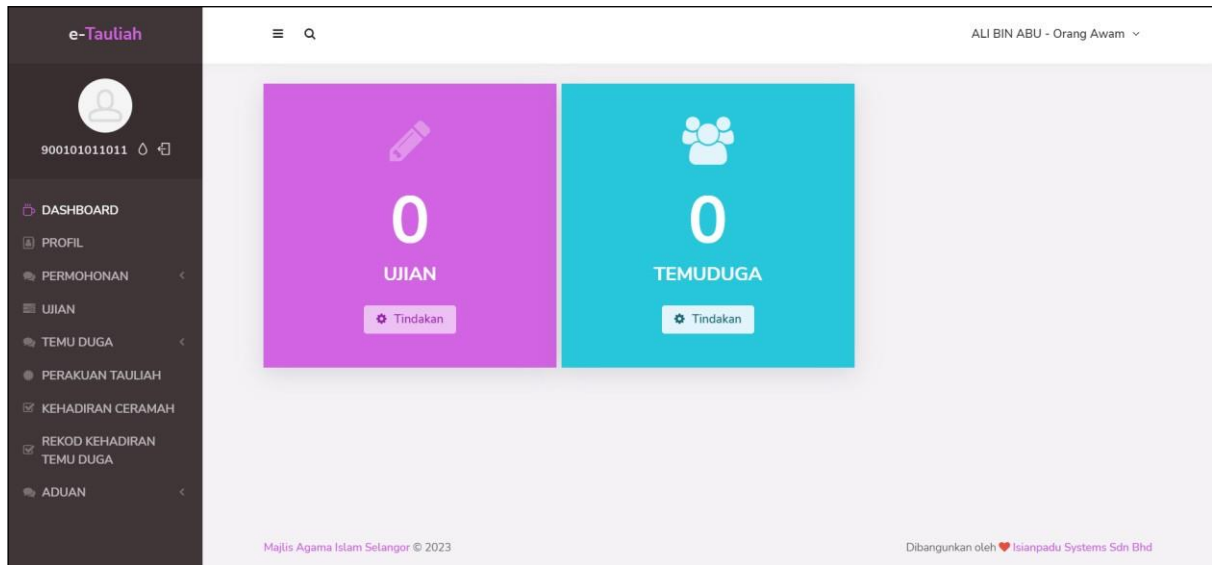 e-Tauliah
ALI BIN ABU - Orang Awam
900101011011
DASHBOARD
PROFIL
PERMOHONAN
UJIAN
TEMU DUGA
PERAKUAN TAULIAH
KEHADIRAN CERAMAH
REKOD KEHADIRAN
TEMU DUGA
ADUAN
0
UJIAN
Tindakan
0
TEMUDUGA
Tindakan
Majlis Agama Islam Selangor © 2023
Dibangunkan oleh ❤ Isianpadu Systems Sdn Bhd